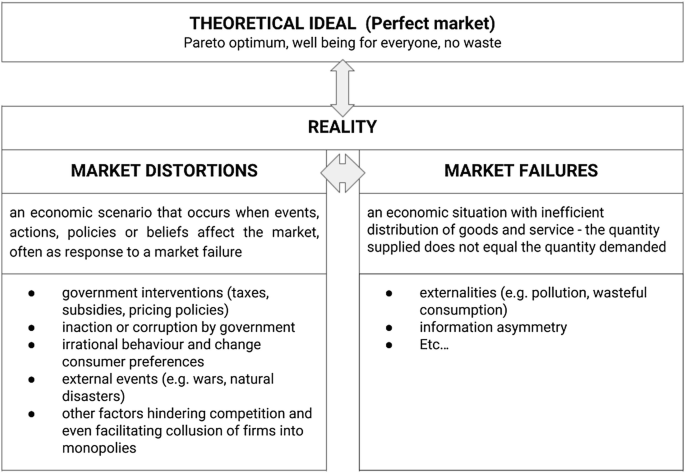 THEORETICAL IDEAL (Perfect market)
Pareto optimum, well being for everyone, no waste
REALITY
MARKET DISTORTIONS
an economic scenario that occurs when events,
actions, policies or beliefs affect the market,
often as response to a market failure
● government interventions (taxes,
subsidies, pricing policies)
● inaction or corruption by government
● irrational behaviour and change
consumer preferences
● external events (e.g. wars, natural
disasters)
● other factors hindering competition and
even facilitating collusion of firms into
monopolies
MARKET FAILURES
an economic situation with inefficient
distribution of goods and service - the quantity
supplied does not equal the quantity demanded
● externalities (e.g. pollution, wasteful
consumption)
● information asymmetry
● Etc…